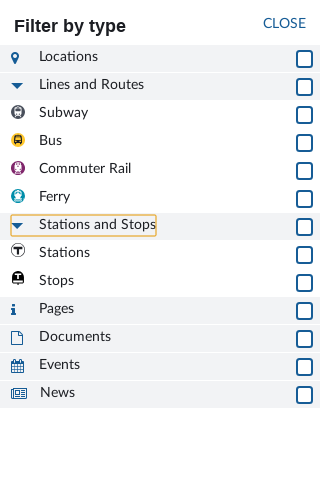 Filter by type
CLOSE
Locations
Lines and Routes
Subway
Bus
Commuter Rail
Ferry
Stations and Stops
Stations
Stops
Pages
Documents
Events
News